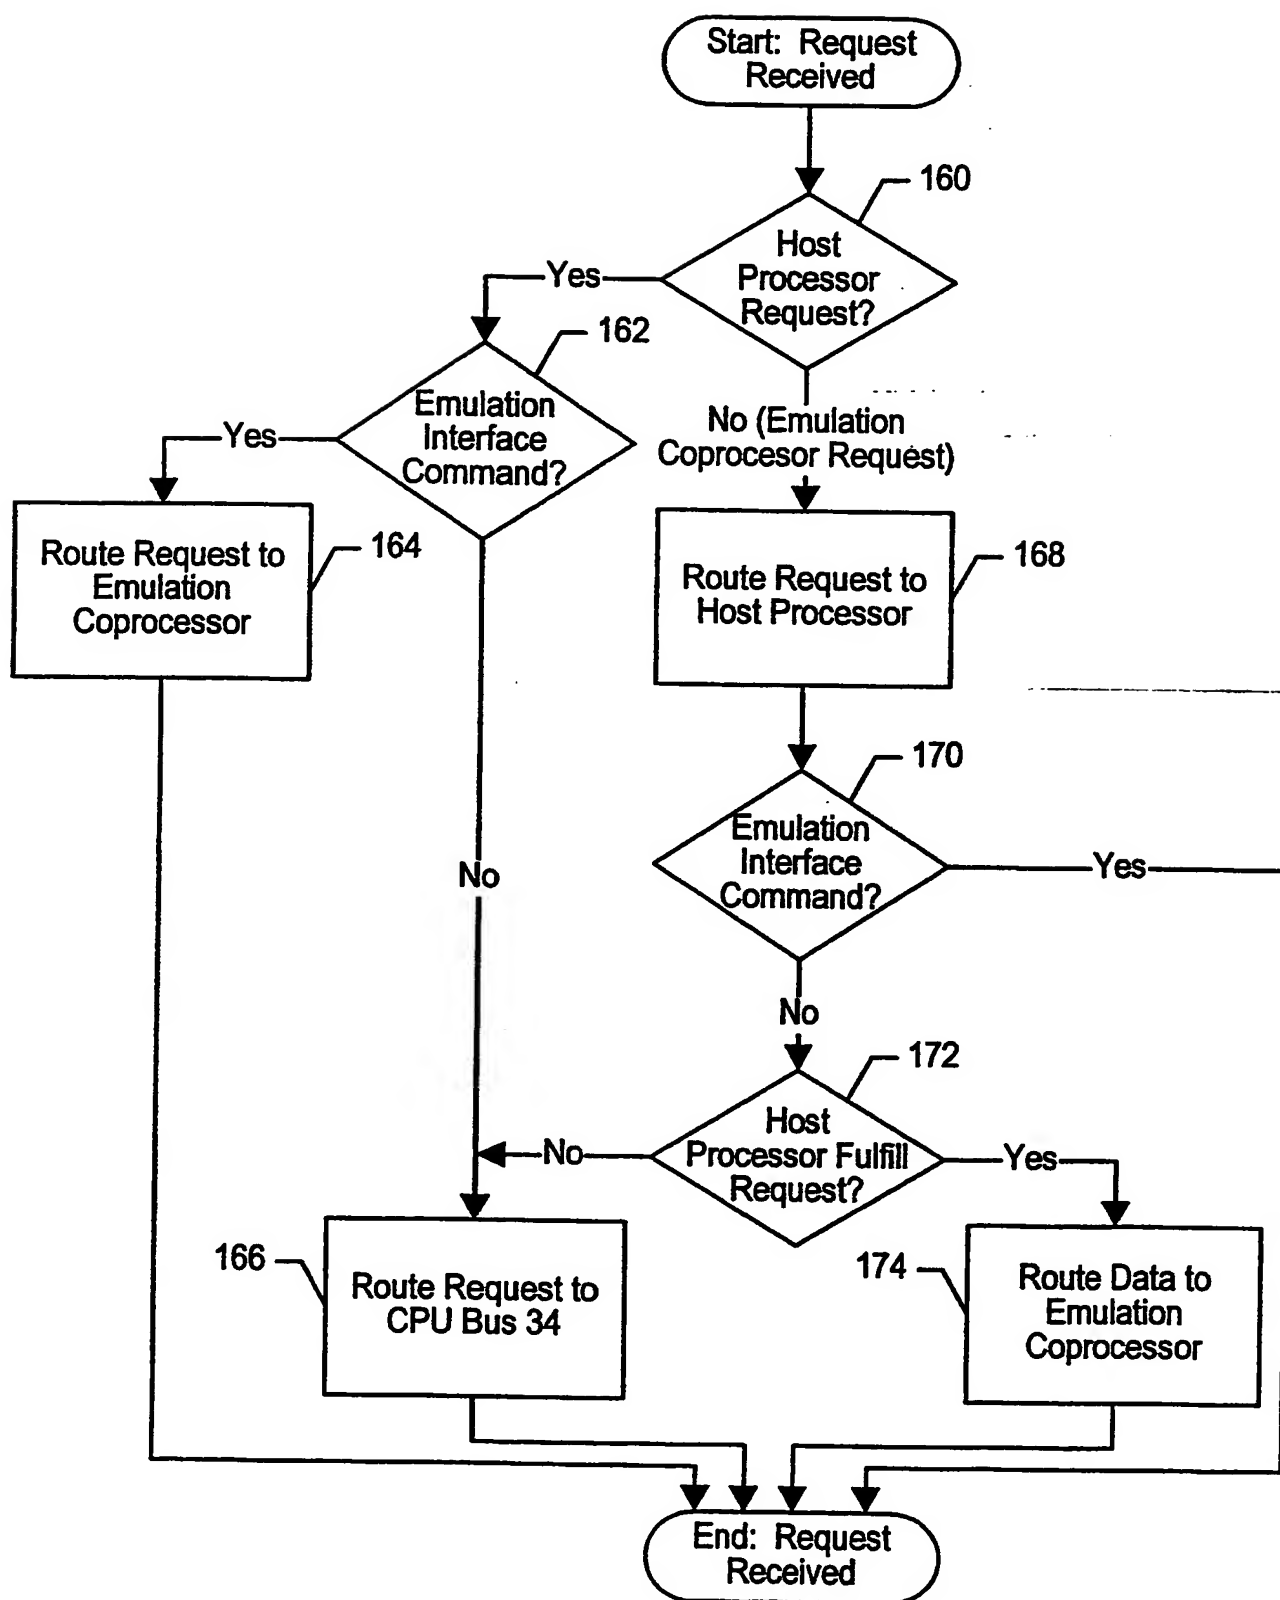 Start: Request
Received
160
Host
Processor
Request?
Yes
162
Emulation
Interface
Command?
Yes
No (Emulation
Coprocesor Request)
Route Request to
Emulation
Coprocessor
164
Route Request to
Host Processor
168
170
Emulation
Interface
Command?
Yes
No
No
172
Host
Processor Fulfill
Request?
No
Yes
166
Route Request to
CPU Bus 34
174
Route Data to
Emulation
Coprocessor
End: Request
Received